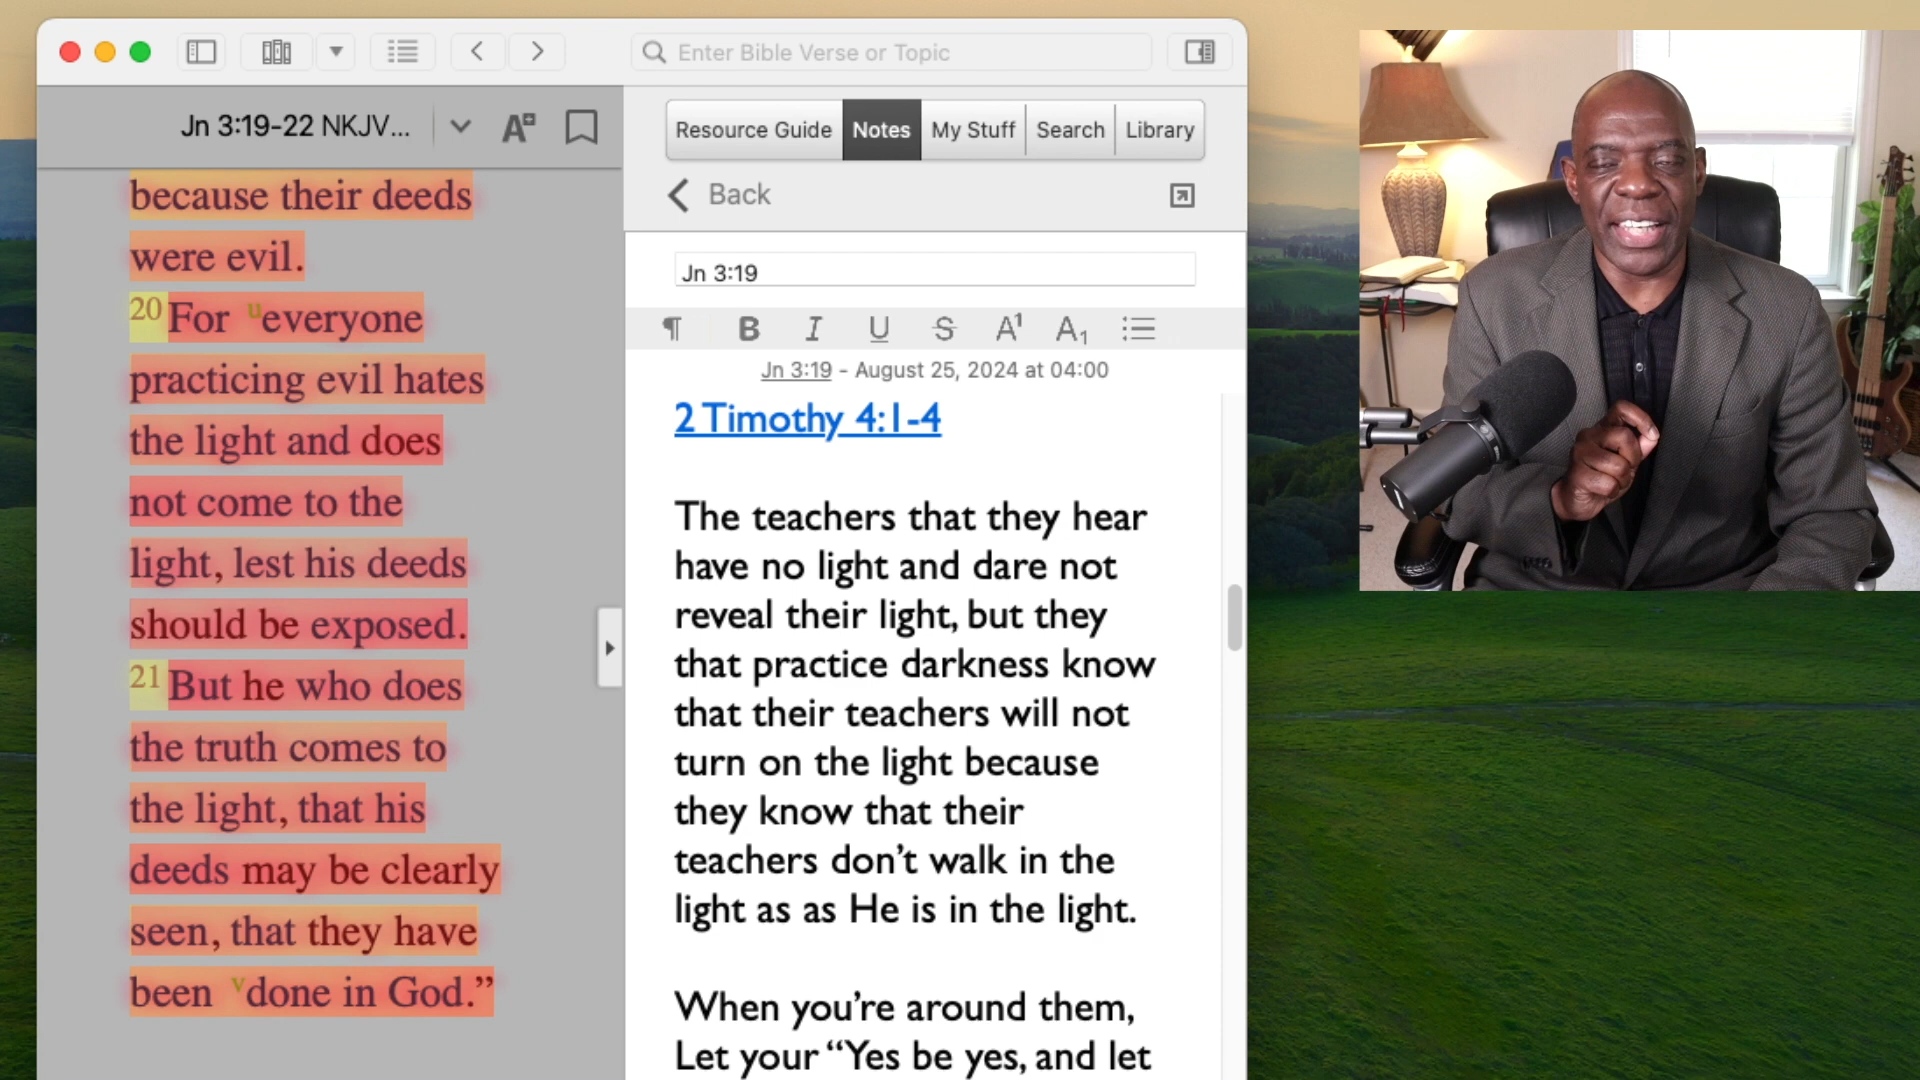 Enter Bible Verse or Topic
Jn 3:19-22 NKJV...
A
Resource Guide
Notes
My Stuff
Search
Library
Back
because their deeds
were evil.
20 For u everyone
practicing evil hates
the light and does
not come to the
light, lest his deeds
should be exposed.
21 But he who does
the truth comes to
the light, that his
deeds may be clearly
seen, that they have
been v done in God.”
Jn 3:19
¶ B I U S A1 A1
Jn 3:19 - August 25, 2024 at 04:00
2 Timothy 4:1-4
The teachers that they hear
have no light and dare not
reveal their light, but they
that practice darkness know
that their teachers will not
turn on the light because
they know that their
teachers don’t walk in the
light as as He is in the light.
When you’re around them,
Let your “Yes be yes, and let